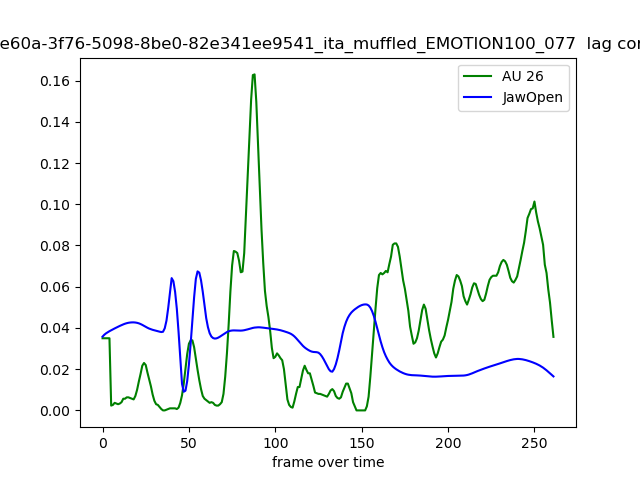 e60a-3f76-5098-8be0-82e341ee9541_ita_muffled_EMOTION100_077 lag cor
AU 26
JawOpen
0.16
0.14
0.12
0.10
0.08
0.06
0.04
0.02
0.00
0 50 100 150 200 250
frame over time